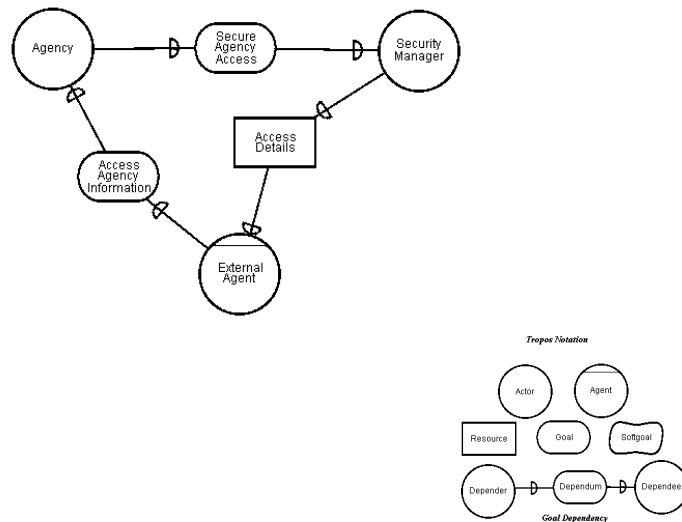 Agency
Secure
Agency
Access
Security
Manager
Access
Details
Access
Agency
Information
External
Agent
Tropos Notation
Actor
Agent
Resource
Goal
Softgoal
Depender
Dependum
Dependee
Goal Dependency